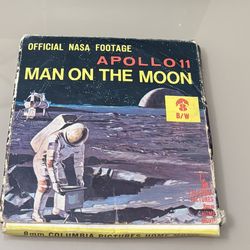 OFFICIAL NASA FOOTAGE
APOLLO 11
MAN ON THE MOON
B/W
8mm COLUMBIA PICTURES HOME